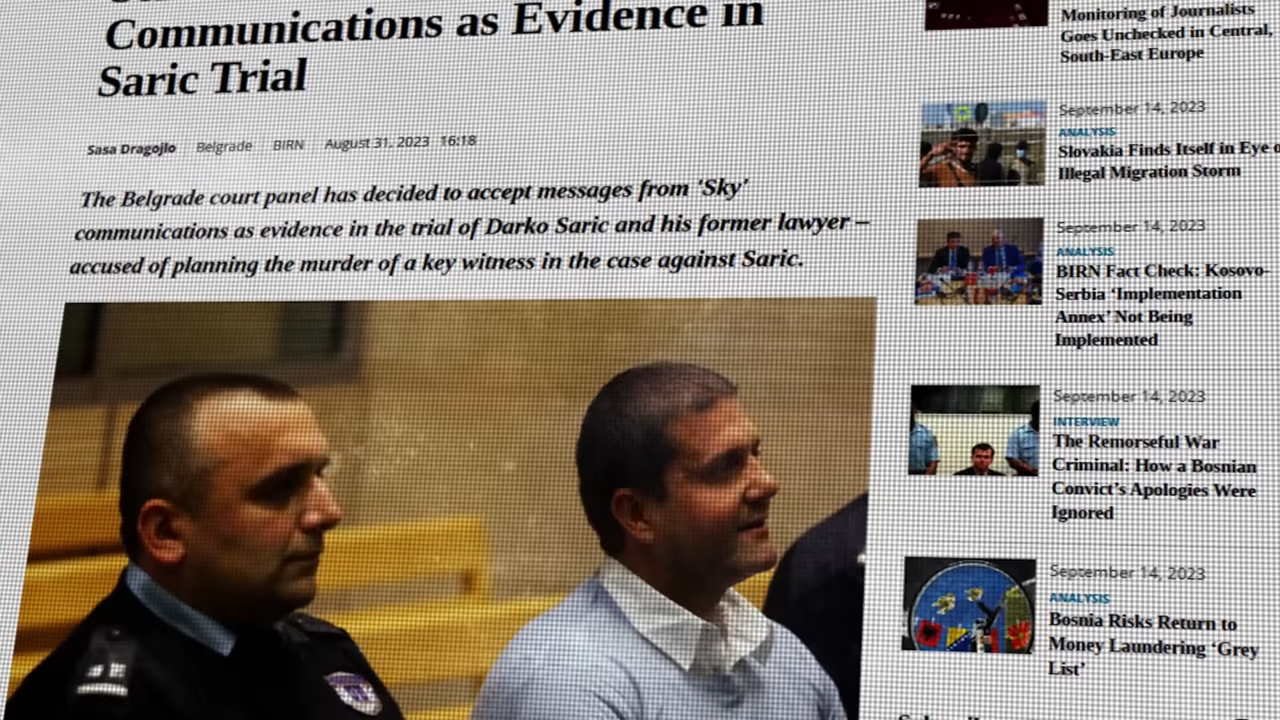 Communications as Evidence in
Saric Trial
Sasa Dragojlo Belgrade BIRN August 31, 2023 16:18
The Belgrade court panel has decided to accept messages from 'Sky'
communications as evidence in the trial of Darko Saric and his former lawyer –
accused of planning the murder of a key witness in the case against Saric.
Monitoring of Journalists
Goes Unchecked in Central,
South-East Europe
September 14, 2023
ANALYSIS
Slovakia Finds Itself in Eye
Illegal Migration Storm
September 14, 2023
ANALYSIS
BIRN Fact Check: Kosovo-
Serbia ‘Implementation
Annex’ Not Being
Implemented
September 14, 2023
INTERVIEW
The Remorseful War
Criminal: How a Bosnian
Convict’s Apologies Were
Ignored
September 14, 2023
ANALYSIS
Bosnia Risks Return to
Money Laundering ‘Grey
List’